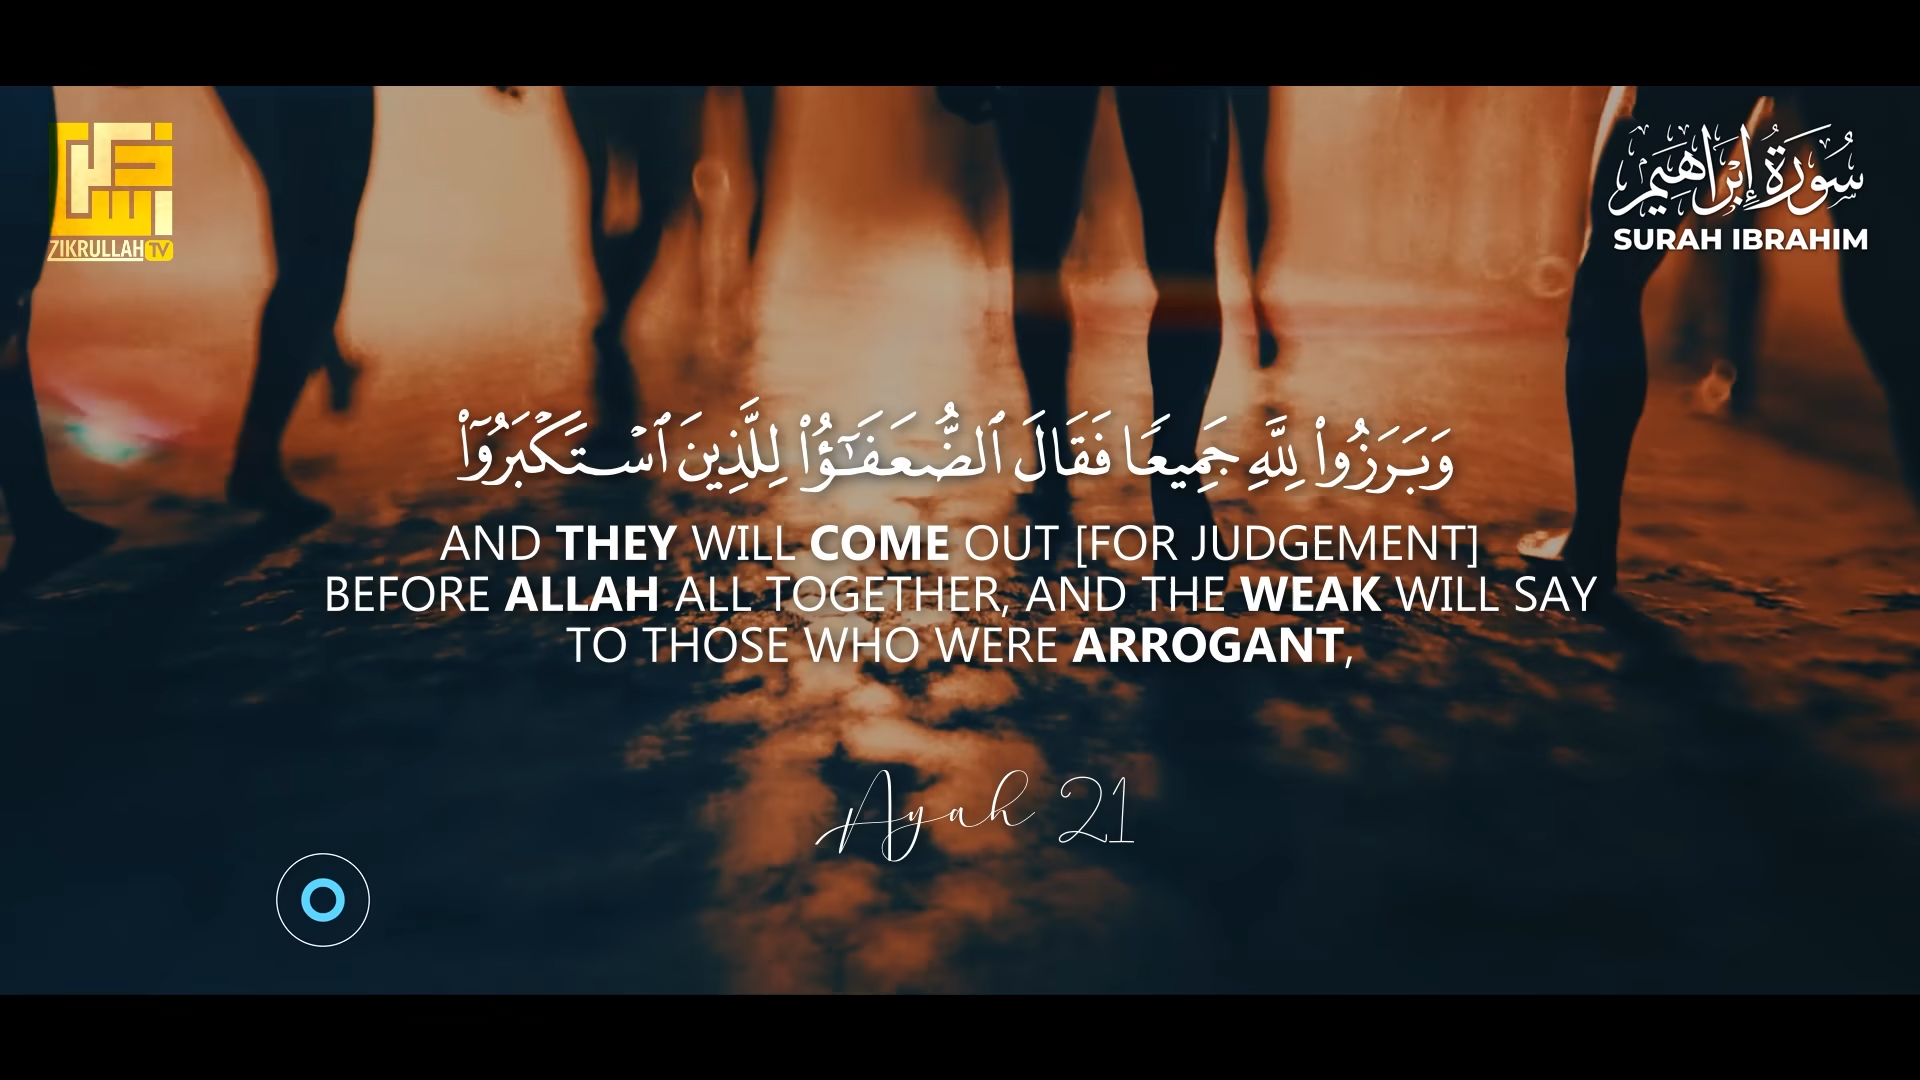 ZIKRULLAH TV
سُورَةُ إِبْرَاهِيم
SURAH IBRAHIM
وَبَرَزُوا۟ لِلَّهِ جَمِيعًا فَقَالَ ٱلضُّعَفَـٰٓؤُا۟ لِلَّذِينَ ٱسْتَكْبَرُوٓا۟
AND THEY WILL COME OUT [FOR JUDGEMENT]
BEFORE ALLAH ALL TOGETHER, AND THE WEAK WILL SAY
TO THOSE WHO WERE ARROGANT,
Ayah 21